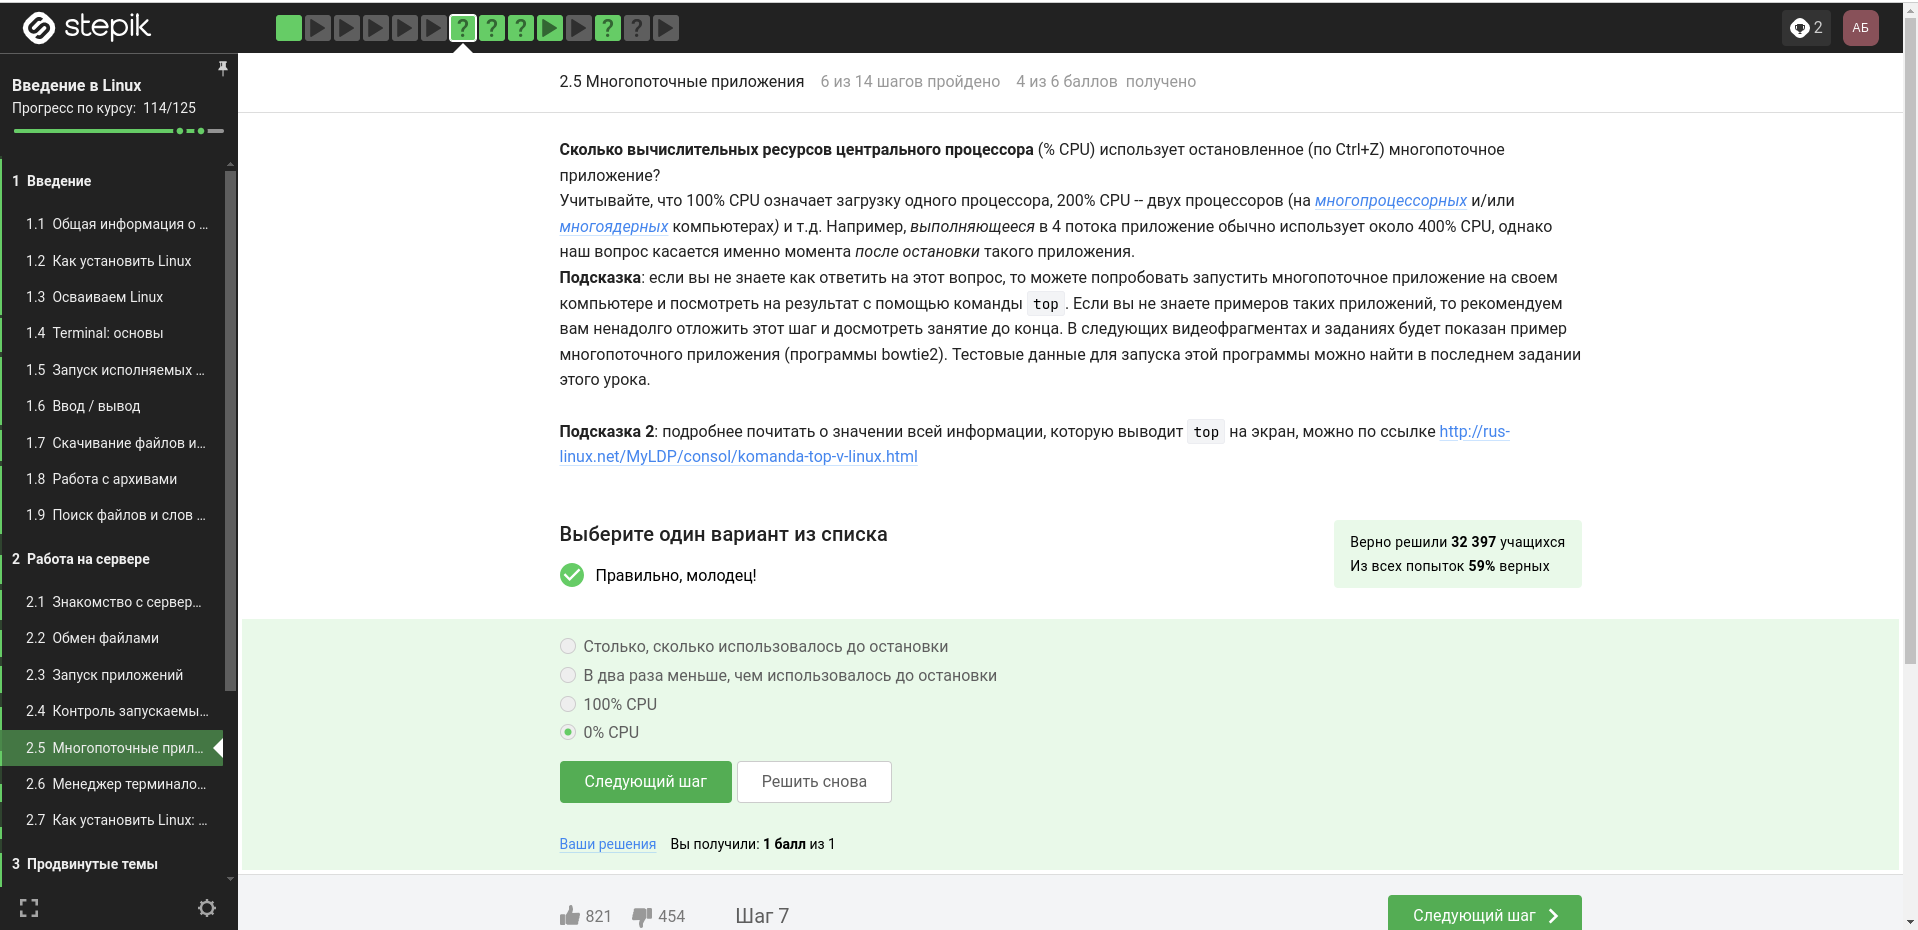 stepik
? ? ? ? ?
2
АБ
Введение в Linux
Прогресс по курсу: 114/125
1 Введение
1.1 Общая информация о ...
1.2 Как установить Linux
1.3 Осваиваем Linux
1.4 Terminal: основы
1.5 Запуск исполняемых ...
1.6 Ввод / вывод
1.7 Скачивание файлов и...
1.8 Работа с архивами
1.9 Поиск файлов и слов ...
2 Работа на сервере
2.1 Знакомство с сервер...
2.2 Обмен файлами
2.3 Запуск приложений
2.4 Контроль запускаемы...
2.5 Многопоточные прил...
2.6 Менеджер терминало...
2.7 Как установить Linux: ...
3 Продвинутые темы
2.5 Многопоточные приложения 6 из 14 шагов пройдено 4 из 6 баллов получено
Сколько вычислительных ресурсов центрального процессора (% CPU) использует остановленное (по Ctrl+Z) многопоточное
приложение?
Учитывайте, что 100% CPU означает загрузку одного процессора, 200% CPU -- двух процессоров (на многопроцессорных и/или
многоядерных компьютерах) и т.д. Например, выполняющееся в 4 потока приложение обычно использует около 400% CPU, однако
наш вопрос касается именно момента после остановки такого приложения.
Подсказка: если вы не знаете как ответить на этот вопрос, то можете попробовать запустить многопоточное приложение на своем
компьютере и посмотреть на результат с помощью команды top. Если вы не знаете примеров таких приложений, то рекомендуем
вам ненадолго отложить этот шаг и досмотреть занятие до конца. В следующих видеофрагментах и заданиях будет показан пример
многопоточного приложения (программы bowtie2). Тестовые данные для запуска этой программы можно найти в последнем задании
этого урока.
Подсказка 2: подробнее почитать о значении всей информации, которую выводит top на экран, можно по ссылке http://rus-
linux.net/MyLDP/consol/komanda-top-v-linux.html
Выберите один вариант из списка
Правильно, молодец!
Верно решили 32 397 учащихся
Из всех попыток 59% верных
Столько, сколько использовалось до остановки
В два раза меньше, чем использовалось до остановки
100% CPU
0% CPU
Следующий шаг
Решить снова
Ваши решения Вы получили: 1 балл из 1
821 454 Шаг 7
Следующий шаг